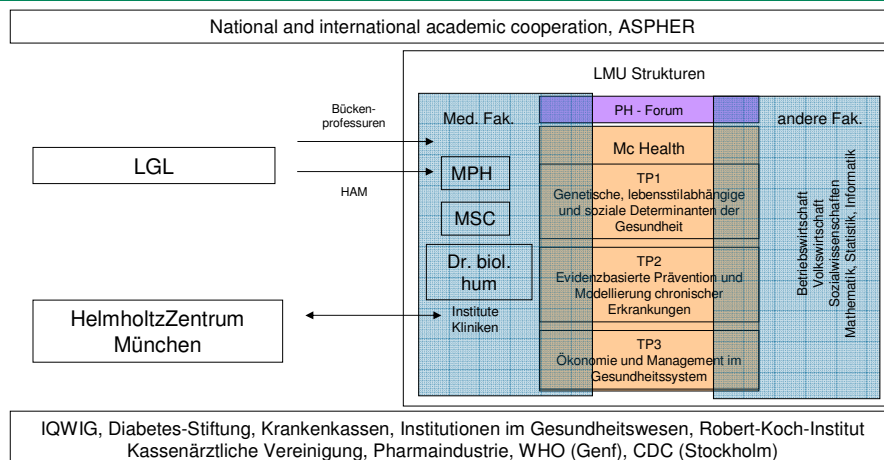 National and international academic cooperation, ASPHER
LMU Strukturen
Bücken-
professuren
Med. Fak.
PH - Forum
andere Fak.
LGL
HAM
MPH
MSC
Dr. biol.
hum
Institute
Kliniken
Mc Health
TP1
Genetische, lebensstilabhängige
und soziale Determinanten der
Gesundheit
TP2
Evidenzbasierte Prävention und
Modellierung chronischer
Erkrankungen
TP3
Ökonomie und Management im
Gesundheitssystem
Betriebswirtschaft
Volkswirtschaft
Sozialwissenschaften
Mathematik, Statistik, Informatik
HelmholtzZentrum
München
IQWIG, Diabetes-Stiftung, Krankenkassen, Institutionen im Gesundheitswesen, Robert-Koch-Institut
Kassenärztliche Vereinigung, Pharmaindustrie, WHO (Genf), CDC (Stockholm)